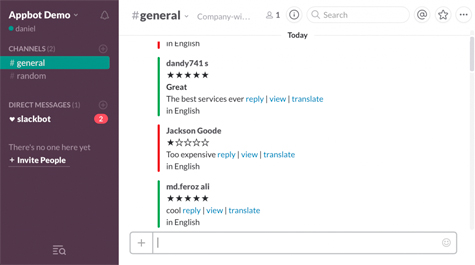 Appbot Demo
daniel
CHANNELS (2)
# general
# random
DIRECT MESSAGES (1)
slackbot
2
There's no one here yet
+ Invite People
#general
Company-wi...
1
Search
Today
in English
dandy741 s
★★★★★
Great
The best services ever reply | view | translate
in English
Jackson Goode
★☆☆☆☆
Too expensive reply | view | translate
in English
md.feroz ali
★★★★★
cool reply | view | translate
in English